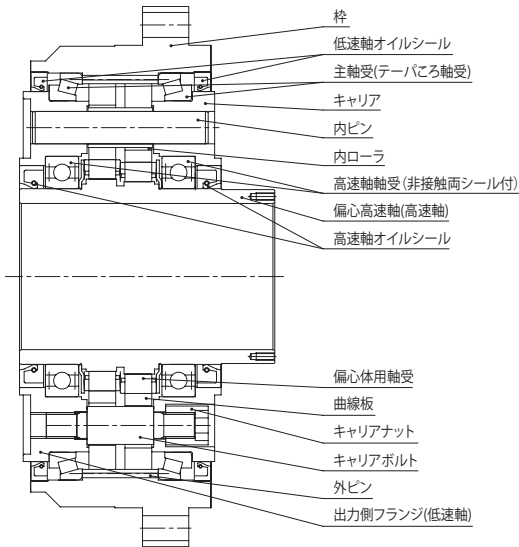 枠
低速軸オイルシール
主軸受(テーパころ軸受)
キャリア
内ピン
内ローラ
高速軸軸受(非接触両シール付)
偏心高速軸(高速軸)
高速軸オイルシール
偏心体用軸受
曲線板
キャリアナット
キャリアボルト
外ピン
出力側フランジ(低速軸)